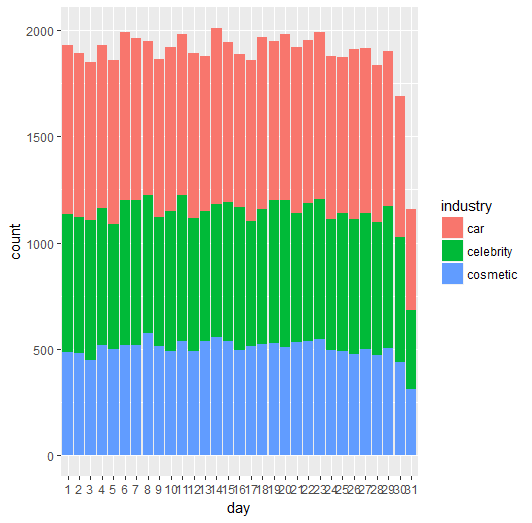 2000
1500
1000
500
0
count
1 2 3 4 5 6 7 8 9 10 11 12 13 14 15 16 17 18 19 20 21 22 23 24 25 26 27 28 29 30 31
day
industry
car
celebrity
cosmetic